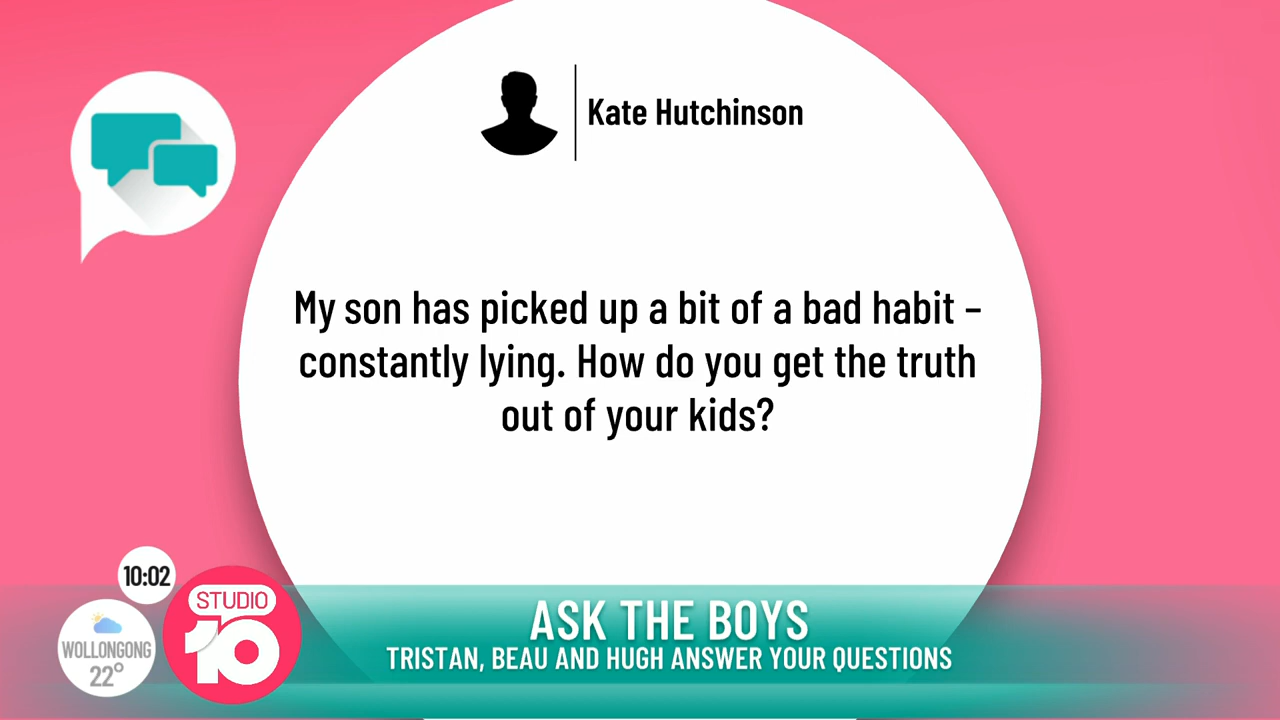 Kate Hutchinson
My son has picked up a bit of a bad habit –
constantly lying. How do you get the truth
out of your kids?
10:02
STUDIO
10
WOLLONGONG
22°
ASK THE BOYS
TRISTAN, BEAU AND HUGH ANSWER YOUR QUESTIONS